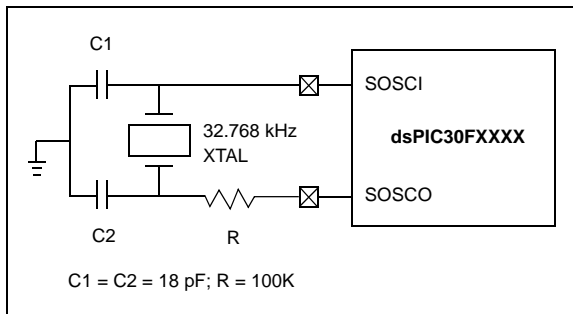 C1
SOSCI
32.768 kHz
XTAL
dsPIC30FXXXX
SOSCO
C2
R
C1 = C2 = 18 pF; R = 100K